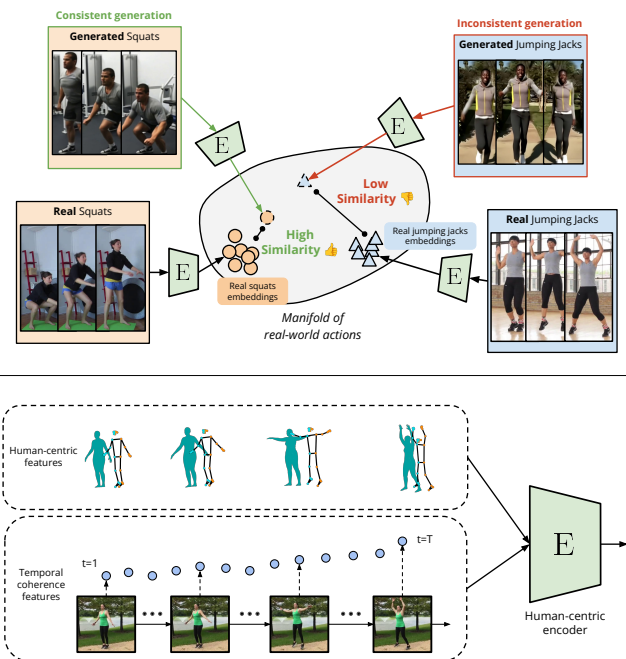 Consistent generation
Generated Squats
Inconsistent generation
Generated Jumping Jacks
E
E
Low
Similarity 👎
Real Squats
E
High
Similarity 👍
Real jumping jacks
embeddings
E
Real Jumping Jacks
Real squats
embeddings
Manifold of
real-world actions
Human-centric
features
Temporal
coherence
features
t=1
t=T
•••
•••
•••
E
Human-centric
encoder